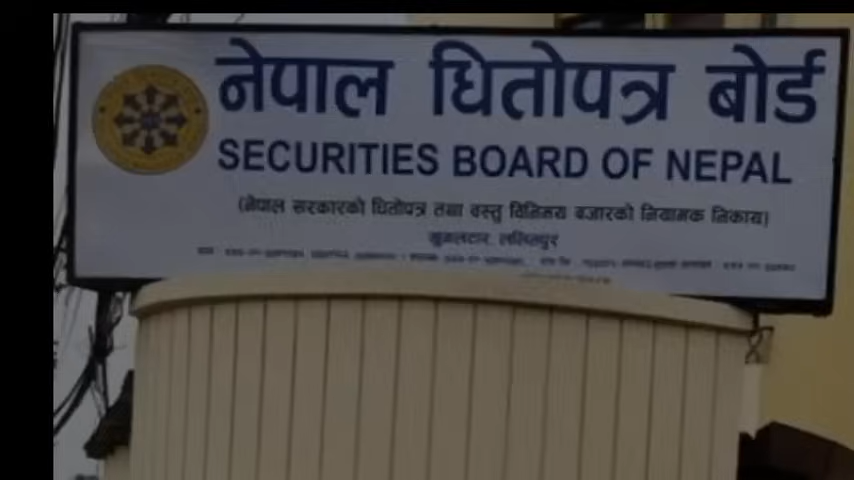 नेपाल धितोपत्र बोर्ड
SECURITIES BOARD OF NEPAL
(नेपाल सरकारको धितोपत्र तथा वस्तु विनिमय बजारको नियामक निकाय)
खुमलटार, ललितपुर